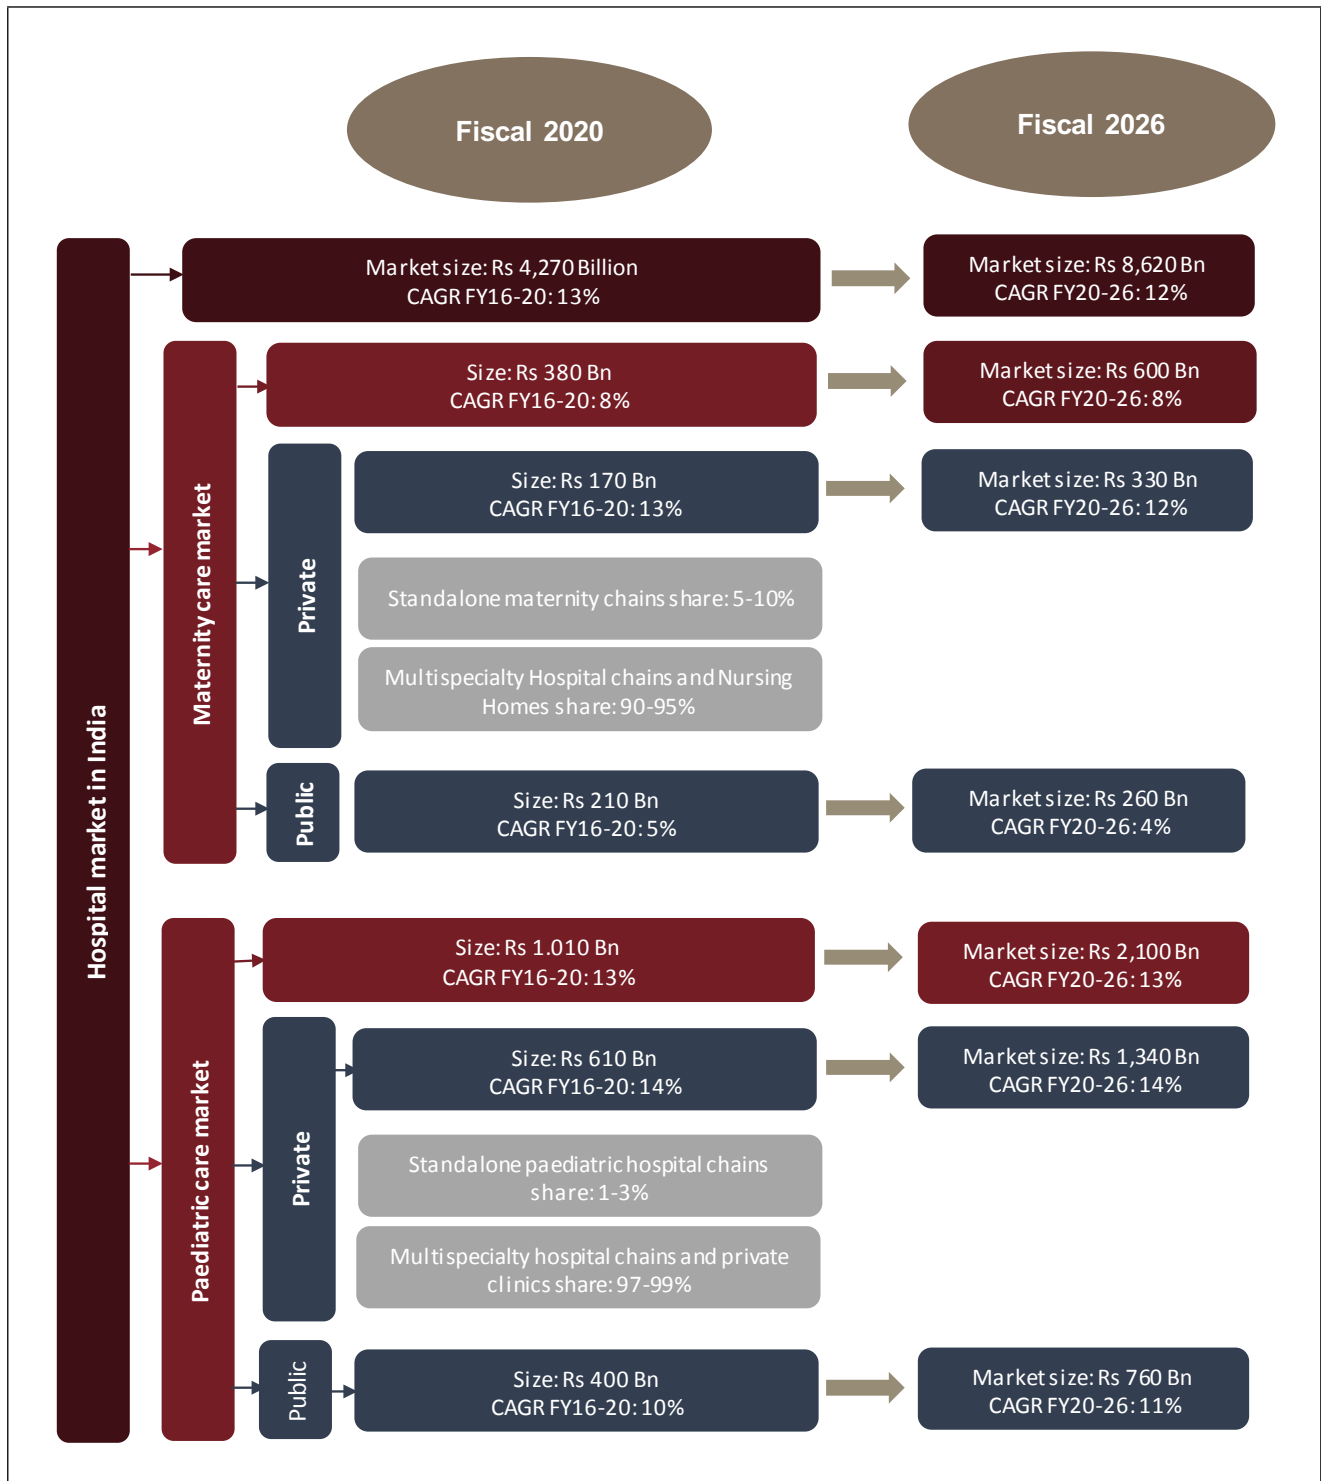 Fiscal 2020
Fiscal 2026
Hospital market in India
Market size: Rs 4,270 Billion
CAGR FY16-20: 13%
Market size: Rs 8,620 Bn
CAGR FY20-26: 12%
Maternity care market
Size: Rs 380 Bn
CAGR FY16-20: 8%
Market size: Rs 600 Bn
CAGR FY20-26: 8%
Private
Size: Rs 170 Bn
CAGR FY16-20: 13%
Market size: Rs 330 Bn
CAGR FY20-26: 12%
Standalone maternity chains share: 5-10%
Multispecialty Hospital chains and Nursing
Homes share: 90-95%
Public
Size: Rs 210 Bn
CAGR FY16-20: 5%
Market size: Rs 260 Bn
CAGR FY20-26: 4%
Paediatric care market
Size: Rs 1.010 Bn
CAGR FY16-20: 13%
Market size: Rs 2,100 Bn
CAGR FY20-26: 13%
Private
Size: Rs 610 Bn
CAGR FY16-20: 14%
Market size: Rs 1,340 Bn
CAGR FY20-26: 14%
Standalone paediatric hospital chains
share: 1-3%
Multispecialty hospital chains and private
clinics share: 97-99%
Public
Size: Rs 400 Bn
CAGR FY16-20: 10%
Market size: Rs 760 Bn
CAGR FY20-26: 11%